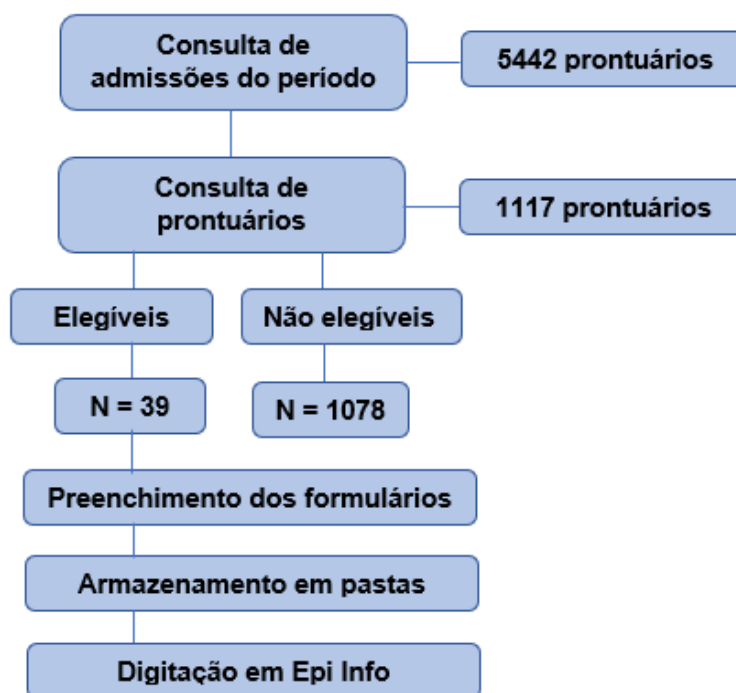 Consulta de
admissões do período
5442 prontuários
Consulta de
prontuários
1117 prontuários
Elegíveis
Não elegíveis
N = 39
N = 1078
Preenchimento dos formulários
Armazenamento em pastas
Digitação em Epi Info